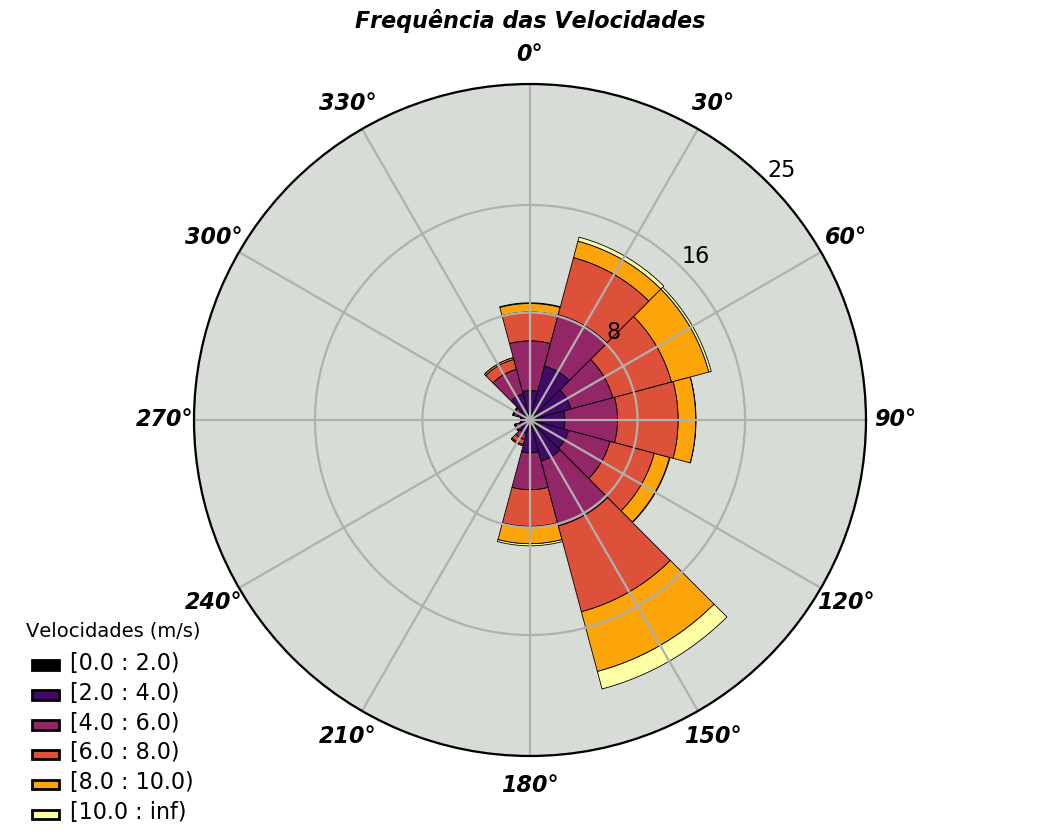 Frequência das Velocidades
0°
330°
30°
25
300°
60°
16
8
270°
90°
240°
120°
210°
150°
180°
Velocidades (m/s)
[0.0 : 2.0)
[2.0 : 4.0)
[4.0 : 6.0)
[6.0 : 8.0)
[8.0 : 10.0)
[10.0 : inf)